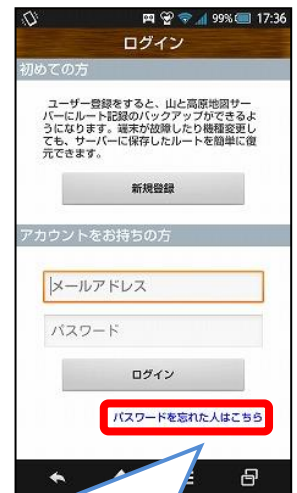 99% 17:36
ログイン
初めての方
ユーザー登録をすると、山と高原地図サー
バーにルート記録のバックアップができるよ
うになります。端末が故障したり機種変更し
ても、サーバーに保存したルートを簡単に復
元できます。
新規登録
アカウントをお持ちの方
メールアドレス
パスワード
ログイン
パスワードを忘れた人はこちら